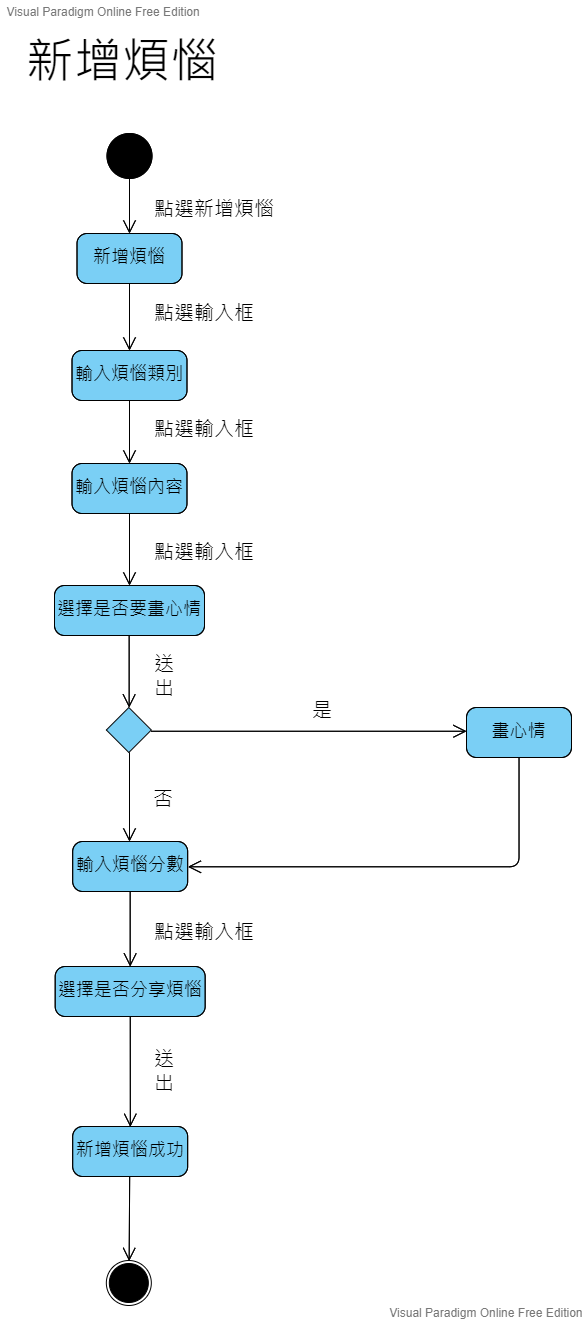 Visual Paradigm Online Free Edition
新增煩惱
點選新增煩惱
新增煩惱
點選輸入框
輸入煩惱類別
點選輸入框
輸入煩惱內容
點選輸入框
選擇是否要畫心情
送
出
是
畫心情
否
輸入煩惱分數
點選輸入框
選擇是否分享煩惱
送
出
新增煩惱成功
Visual Paradigm Online Free Edition